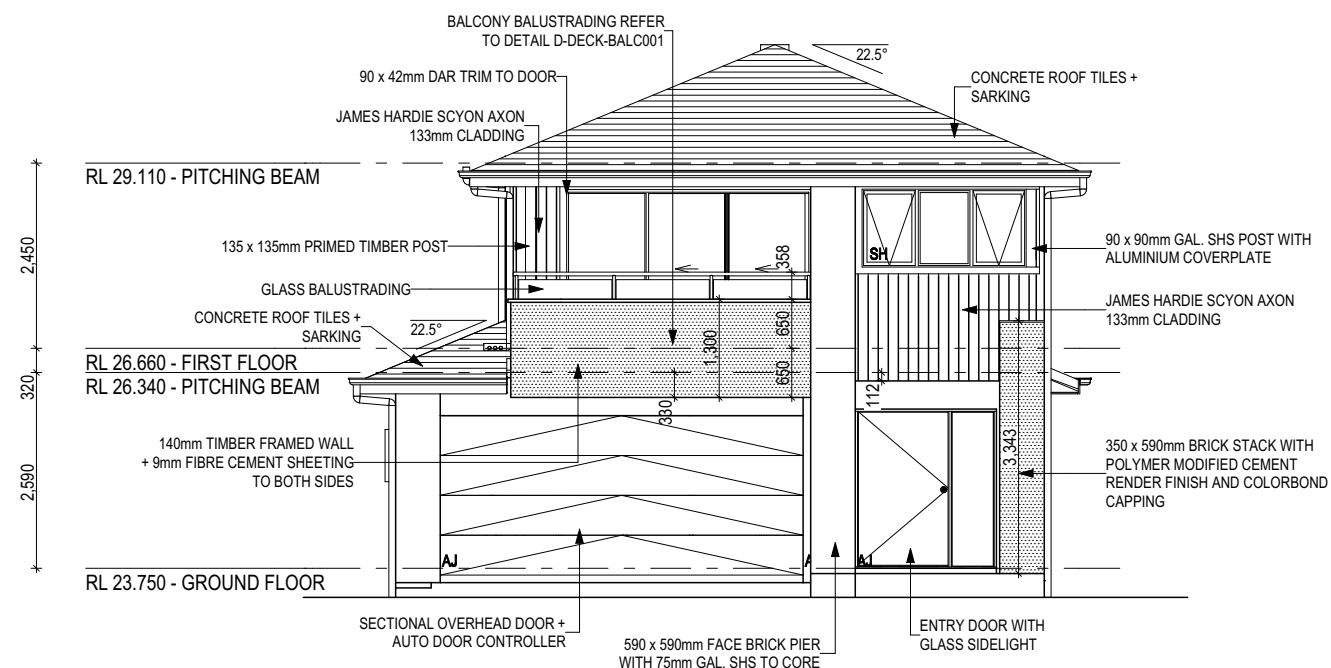 BALCONY BALUSTRADING REFER
TO DETAIL D-DECK-BALC001
22.5°
90 x 42mm DAR TRIM TO DOOR
CONCRETE ROOF TILES +
SARKING
JAMES HARDIE SCYON AXON
133mm CLADDING
RL 29.110 - PITCHING BEAM
2,450
135 x 135mm PRIMED TIMBER POST
358
SH
90 x 90mm GAL. SHS POST WITH
ALUMINIUM COVERPLATE
GLASS BALUSTRADING
JAMES HARDIE SCYON AXON
133mm CLADDING
CONCRETE ROOF TILES +
SARKING
22.5°
650
1,300
RL 26.660 - FIRST FLOOR
320
RL 26.340 - PITCHING BEAM
650
330
112
140mm TIMBER FRAMED WALL
+ 9mm FIBRE CEMENT SHEETING
TO BOTH SIDES
3,343
350 x 590mm BRICK STACK WITH
POLYMER MODIFIED CEMENT
RENDER FINISH AND COLORBOND
CAPPING
2,590
AJ
A
AJ
RL 23.750 - GROUND FLOOR
SECTIONAL OVERHEAD DOOR +
AUTO DOOR CONTROLLER
590 x 590mm FACE BRICK PIER
WITH 75mm GAL. SHS TO CORE
ENTRY DOOR WITH
GLASS SIDELIGHT